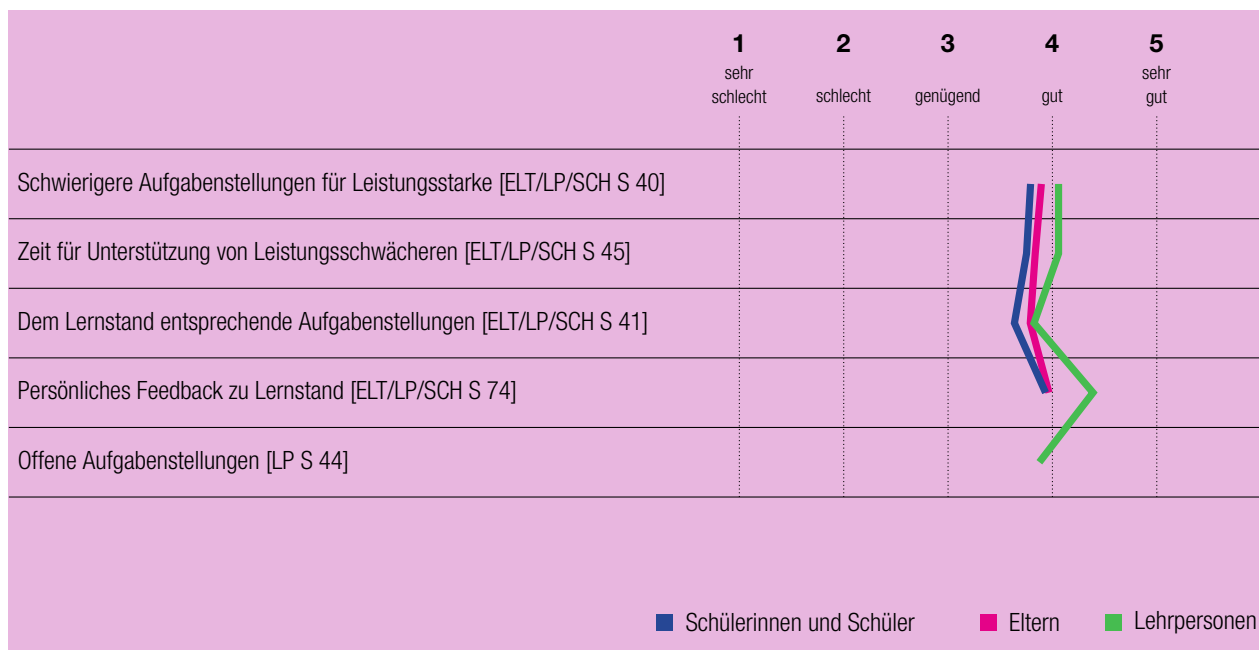 1 2 3 4 5
sehr schlecht schlecht genügend gut sehr gut
Schwierigere Aufgabenstellungen für Leistungsstarke [ELT/LP/SCH S 40]
Zeit für Unterstützung von Leistungsschwächeren [ELT/LP/SCH S 45]
Dem Lernstand entsprechende Aufgabenstellungen [ELT/LP/SCH S 41]
Persönliches Feedback zu Lernstand [ELT/LP/SCH S 74]
Offene Aufgabenstellungen [LP S 44]
Schülerinnen und Schüler Eltern Lehrpersonen